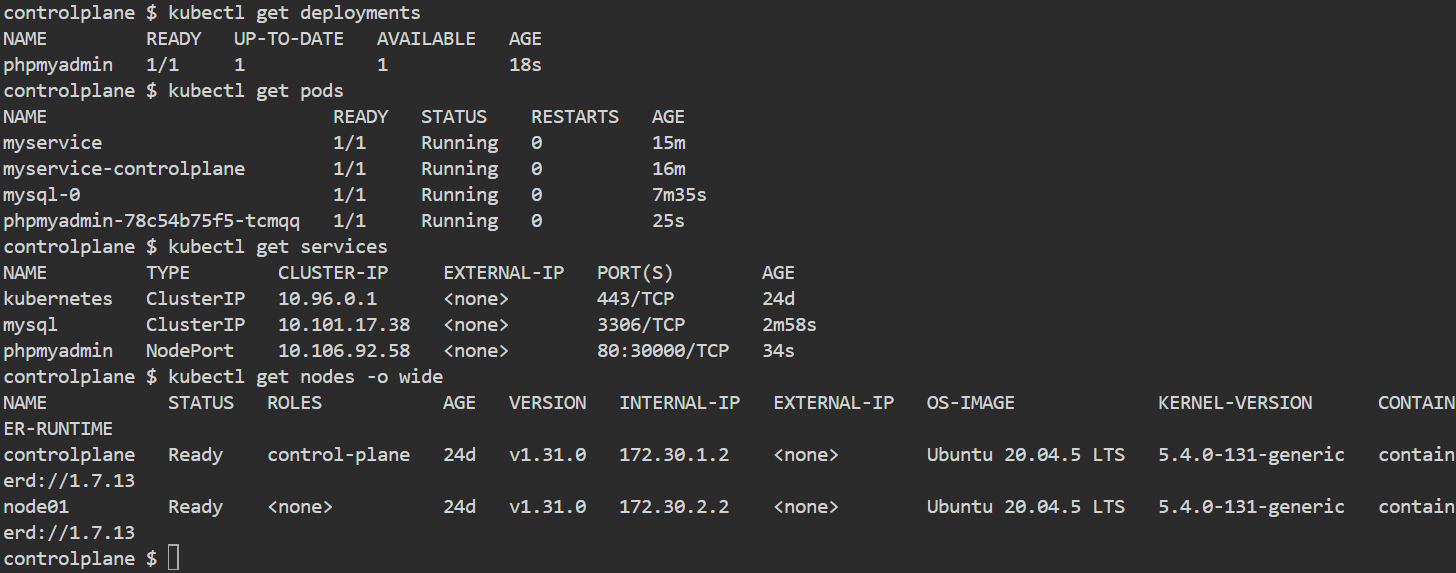 controlplane $ kubectl get deployments
NAME         READY   UP-TO-DATE   AVAILABLE   AGE
phpmyadmin   1/1     1            1           18s
controlplane $ kubectl get pods
NAME                          READY   STATUS    RESTARTS   AGE
myservice                     1/1     Running   0          15m
myservice-controlplane        1/1     Running   0          16m
mysql-0                       1/1     Running   0          7m35s
phpmyadmin-78c54b75f5-tcmqq   1/1     Running   0          25s
controlplane $ kubectl get services
NAME         TYPE        CLUSTER-IP      EXTERNAL-IP   PORT(S)        AGE
kubernetes   ClusterIP   10.96.0.1       <none>        443/TCP        24d
mysql        ClusterIP   10.101.17.38    <none>        3306/TCP       2m58s
phpmyadmin   NodePort    10.106.92.58    <none>        80:30000/TCP   34s
controlplane $ kubectl get nodes -o wide
NAME           STATUS   ROLES           AGE   VERSION   INTERNAL-IP   EXTERNAL-IP   OS-IMAGE             KERNEL-VERSION      CONTAIN
ER-RUNTIME
controlplane   Ready    control-plane   24d   v1.31.0   172.30.1.2    <none>        Ubuntu 20.04.5 LTS   5.4.0-131-generic   contain
erd://1.7.13
node01         Ready    <none>          24d   v1.31.0   172.30.2.2    <none>        Ubuntu 20.04.5 LTS   5.4.0-131-generic   contain
erd://1.7.13
controlplane $